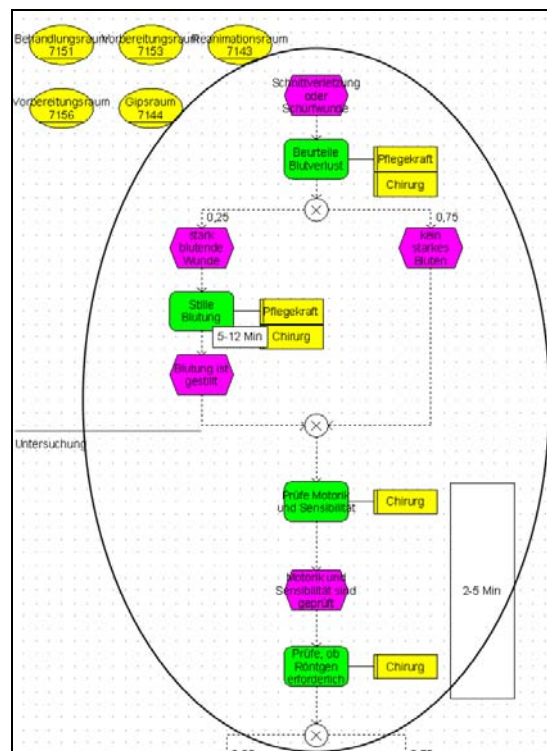 Behandlungsraum
7151
Vorbereitungsraum
7153
Reanimationsraum
7143
Vorbereitungsraum
7156
Gipsraum
7144
Schnittverletzung
oder
Schürfwunde
Beurteile
Blutverlust
Pflegekraft
Chirurg
0,25
0,75
stark
blutende
Wunde
kein
starkes
Bluten
Stille
Blutung
Pflegekraft
5-12 Min
Chirurg
Blutung ist
gestillt
Untersuchung
Prüfe Motorik
und Sensibilität
Chirurg
2-5 Min
Motorik und
Sensibilität sind
geprüft
Prüfe, ob
Röntgen
erforderlich
Chirurg